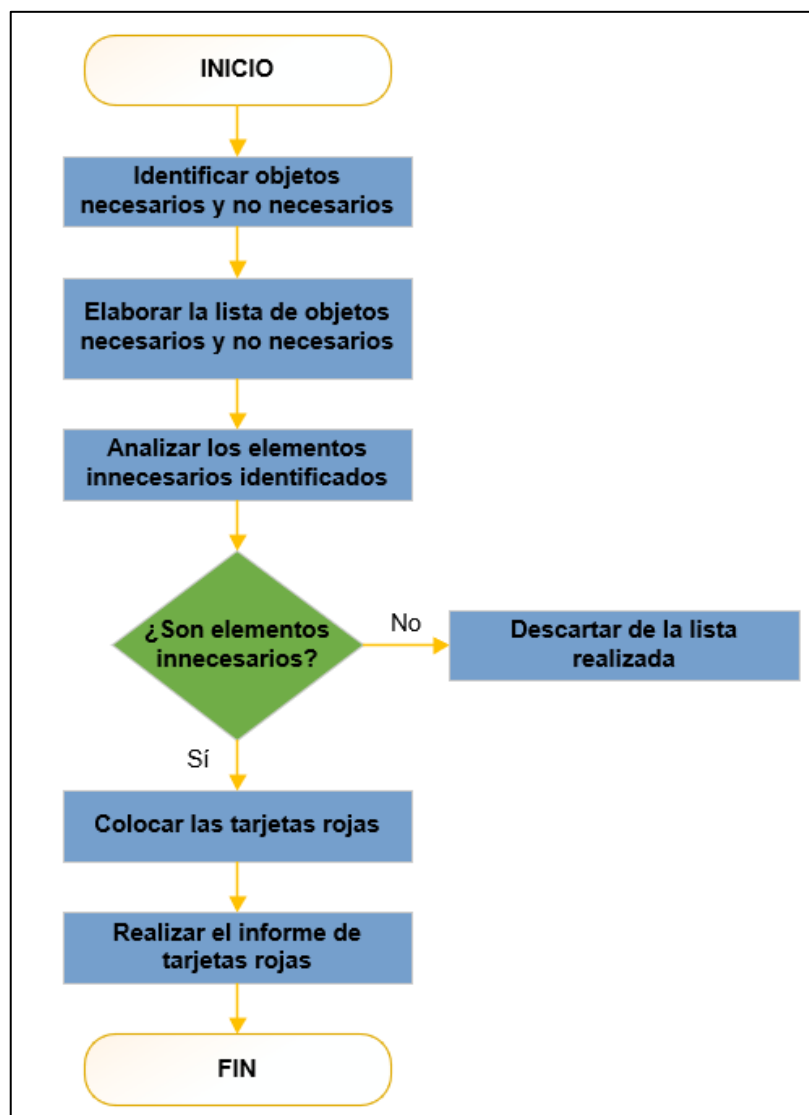 INICIO
Identificar objetos
necesarios y no necesarios
Elaborar la lista de objetos
necesarios y no necesarios
Analizar los elementos
innecesarios identificados
¿Son elementos
innecesarios?
No
Descartar de la lista
realizada
Sí
Colocar las tarjetas rojas
Realizar el informe de
tarjetas rojas
FIN